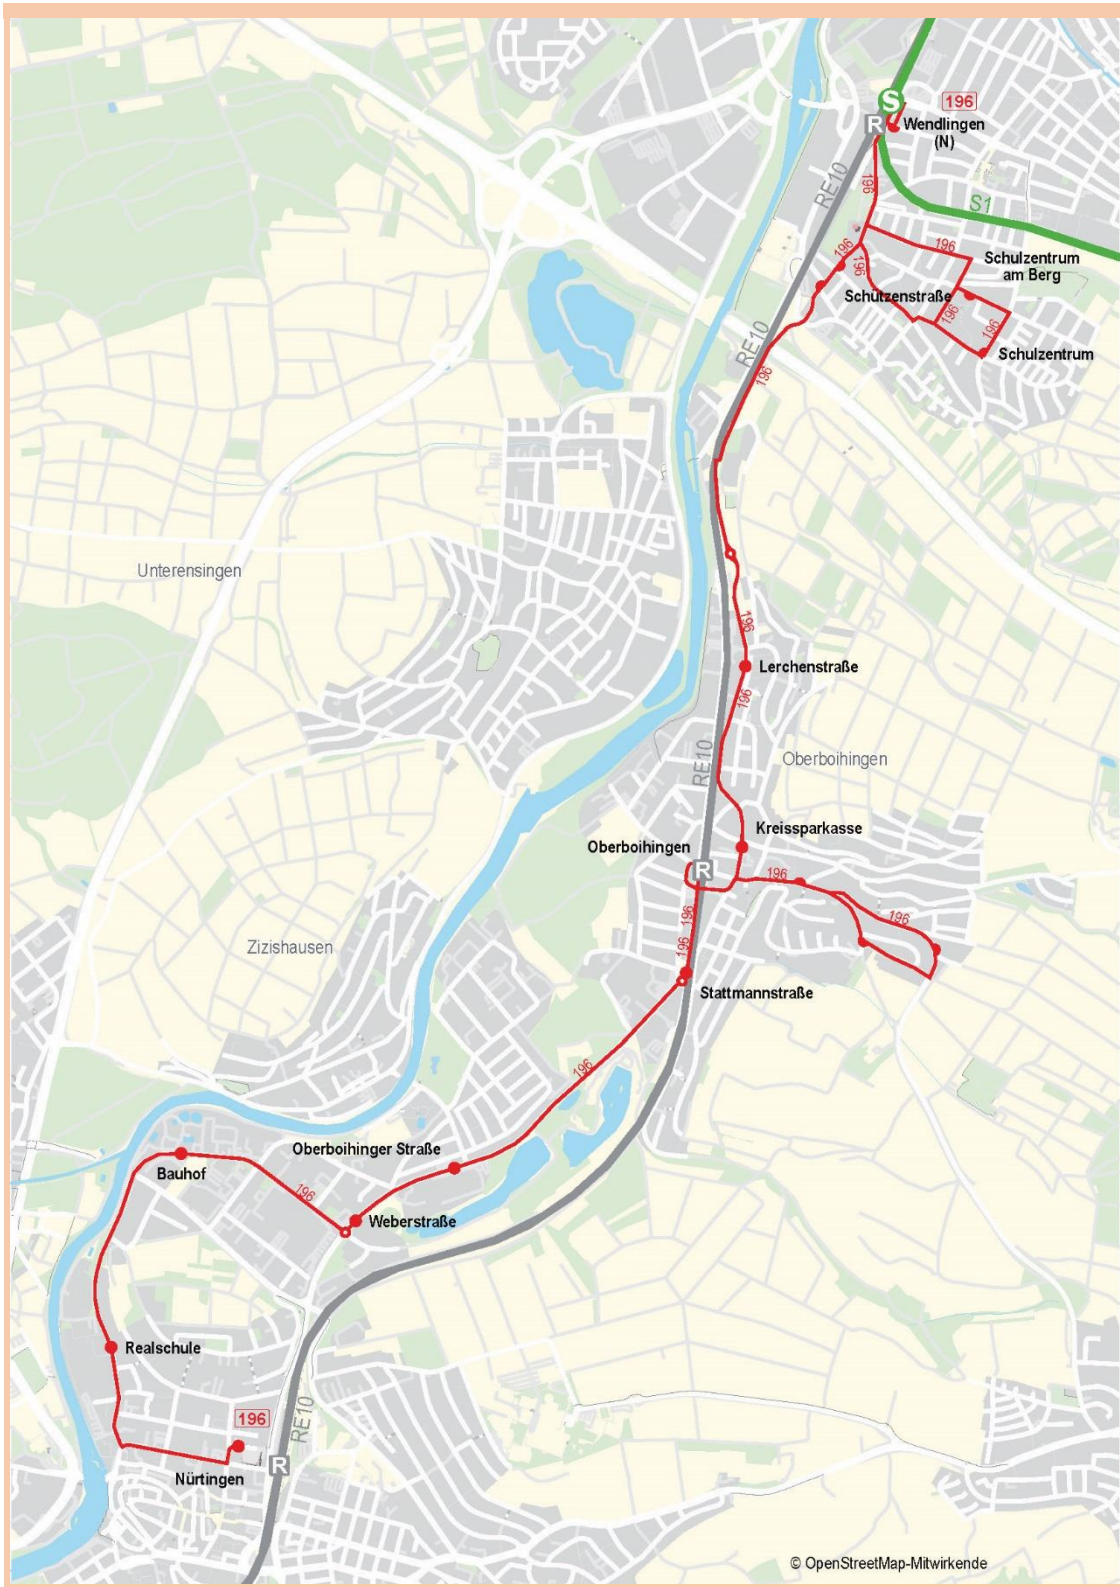 S
196
R
Wendlingen
(N)
RE10
196
S1
196
196
196
Schulzentrum
am Berg
Schützenstraße
196
196
Schulzentrum
RE10
196
Unterensingen
196
Lerchenstraße
196
RE10
Oberboihingen
Kreissparkasse
Oberboihingen
R
196
196
196
Zizishausen
196
Stattmannstraße
196
Oberboihinger Straße
Bauhof
196
Weberstraße
Realschule
RE10
196
R
Nürtingen
© OpenStreetMap-Mitwirkende